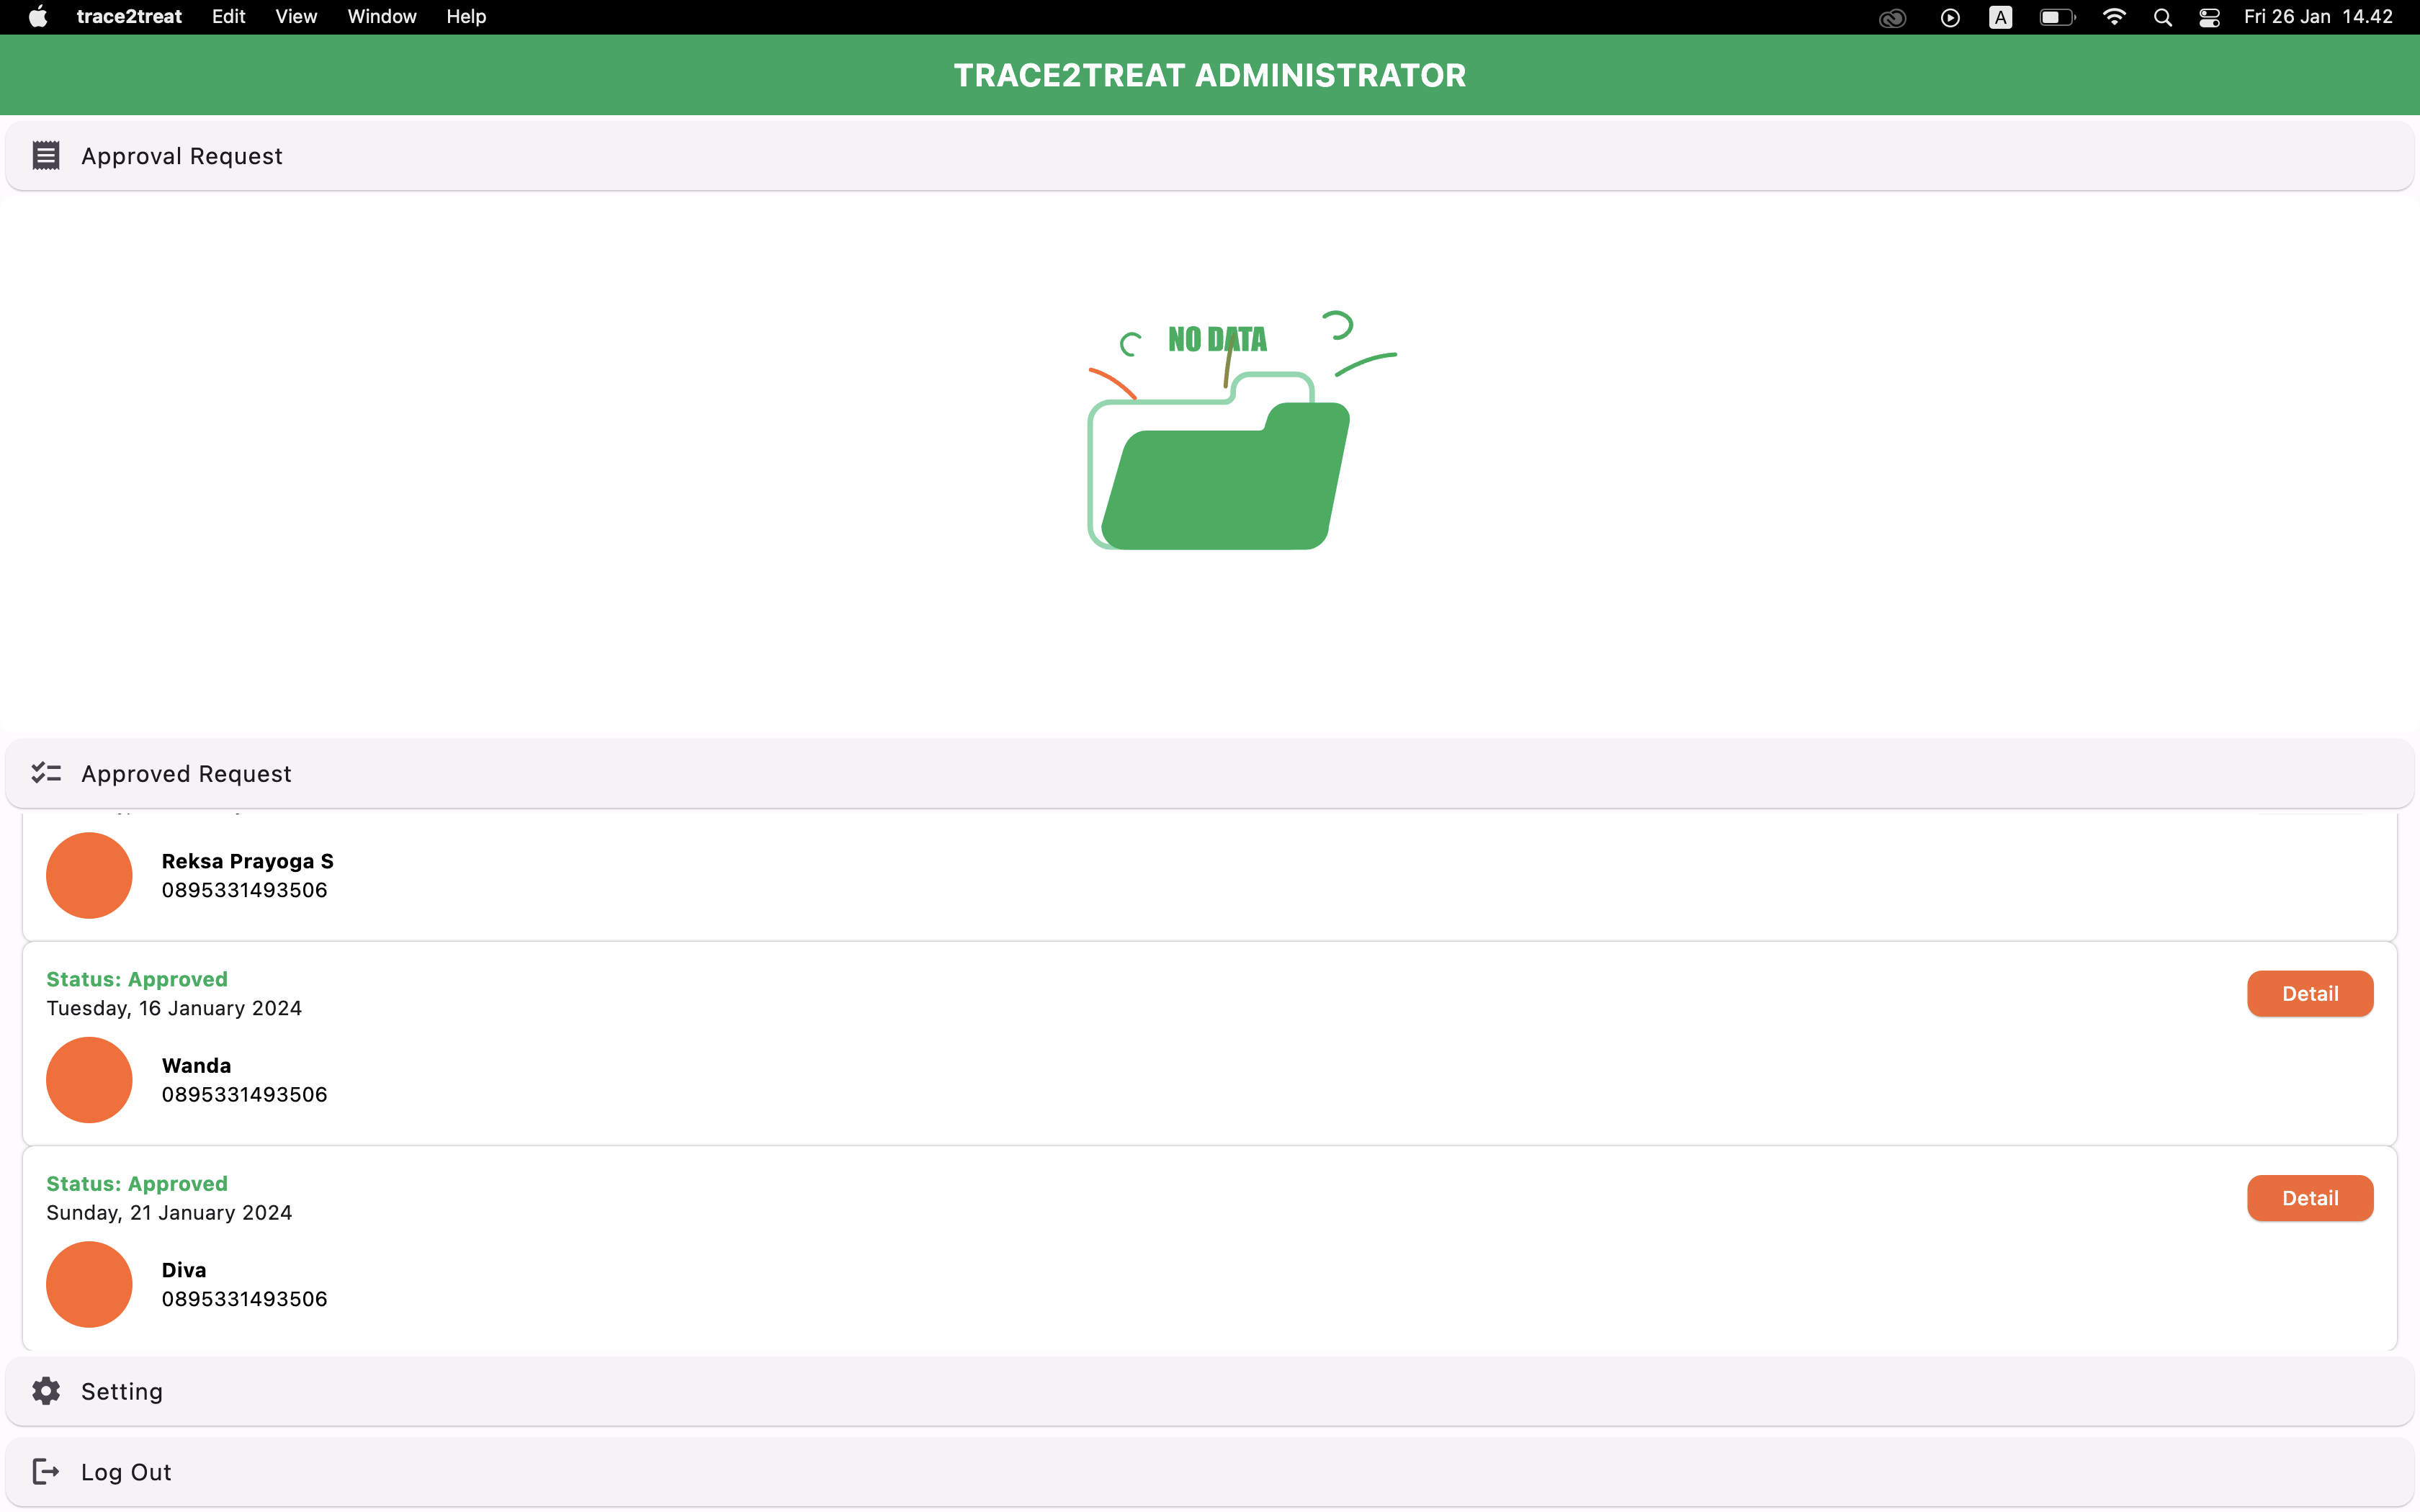 trace2treat Edit View Window Help A Fri 26 Jan 14.42
TRACE2TREAT ADMINISTRATOR
Approval Request
NO DATA
Approved Request
Reksa Prayoga S
0895331493506
Status: Approved
Detail
Tuesday, 16 January 2024
Wanda
0895331493506
Status: Approved
Detail
Sunday, 21 January 2024
Diva
0895331493506
Setting
Log Out